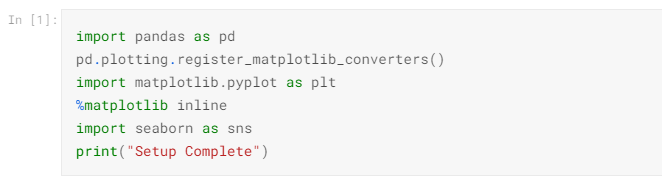 In [1]:
import pandas as pd
pd.plotting.register_matplotlib_converters()
import matplotlib.pyplot as plt
%matplotlib inline
import seaborn as sns
print("Setup Complete")